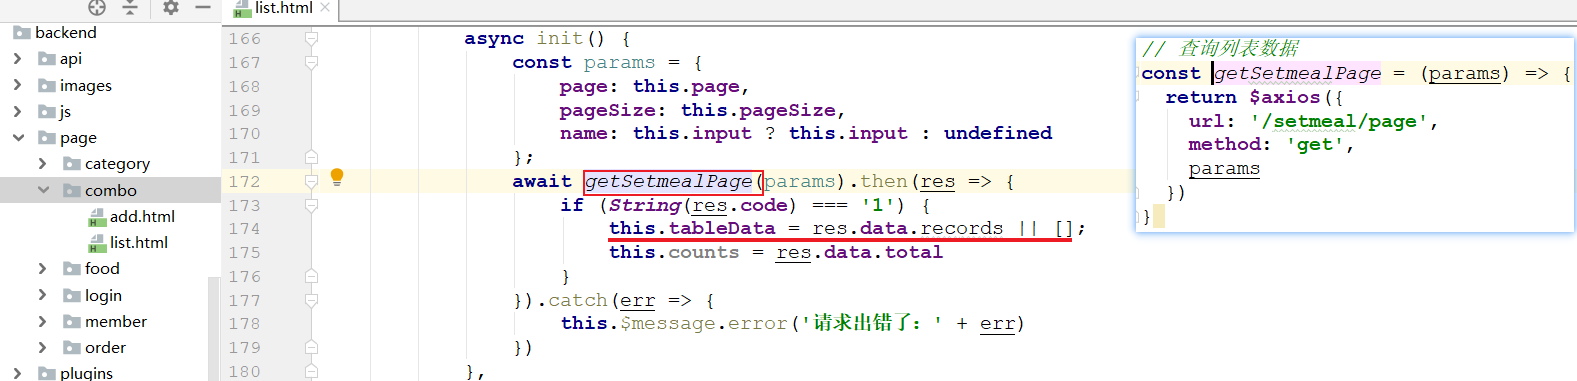 list.html
backend
api
images
js
page
category
combo
add.html
list.html
food
login
member
order
plugins
166 async init() {
167 const params = {
168 page: this.page,
169 pageSize: this.pageSize,
170 name: this.input ? this.input : undefined
171 };
172 await getSetmealPage(params).then(res => {
173 if (String(res.code) === '1') {
174 this.tableData = res.data.records || [];
175 this.counts = res.data.total
176 }
177 }).catch(err => {
178 this.$message.error('请求出错了：' + err)
179 })
180 },
// 查询列表数据
const getSetmealPage = (params) => {
return $axios({
url: '/setmeal/page',
method: 'get',
params
})
}